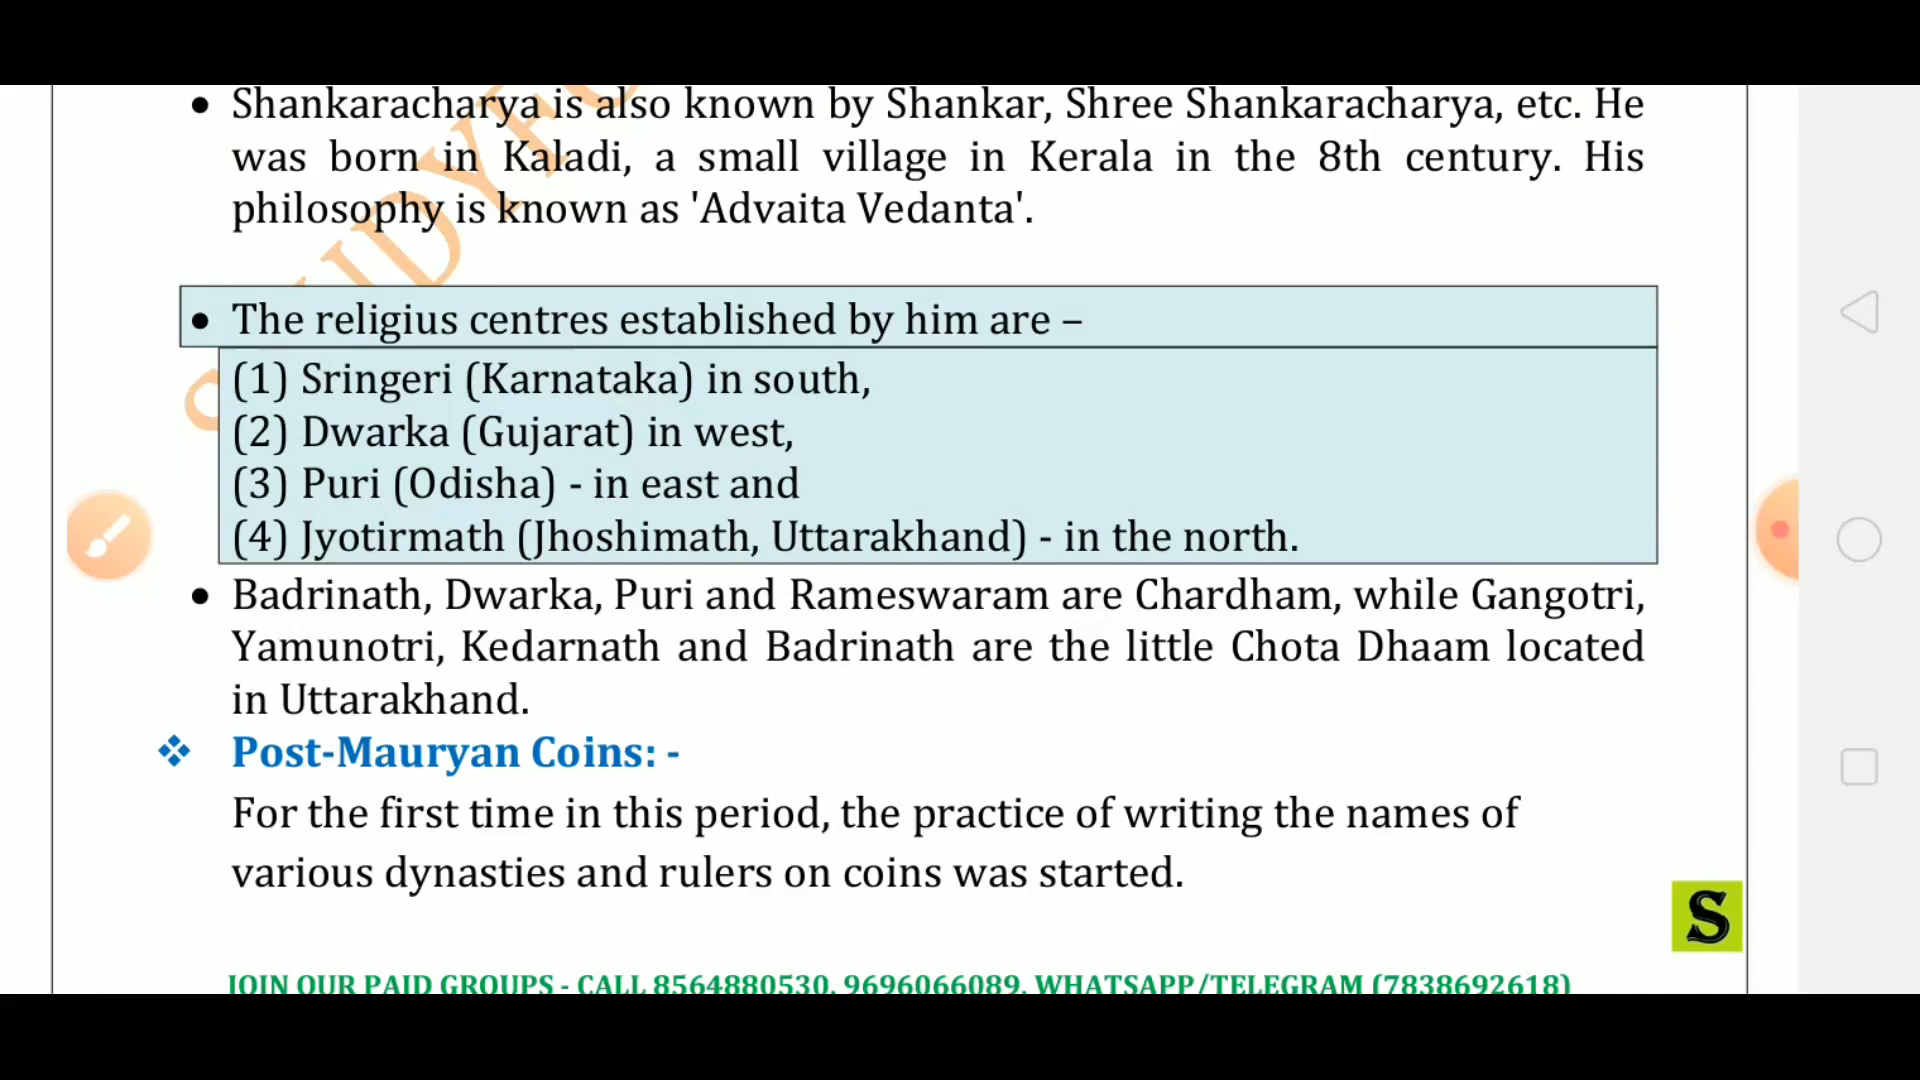 • Shankaracharya is also known by Shankar, Shree Shankaracharya, etc. He
was born in Kaladi, a small village in Kerala in the 8th century. His
philosophy is known as 'Advaita Vedanta'.
• The religius centres established by him are –
(1) Sringeri (Karnataka) in south,
(2) Dwarka (Gujarat) in west,
(3) Puri (Odisha) - in east and
(4) Jyotirmath (Jhoshimath, Uttarakhand) - in the north.
• Badrinath, Dwarka, Puri and Rameswaram are Chardham, while Gangotri,
Yamunotri, Kedarnath and Badrinath are the little Chota Dhaam located
in Uttarakhand.
❖ Post-Mauryan Coins: -
For the first time in this period, the practice of writing the names of
various dynasties and rulers on coins was started.
S
JOIN OUR PAID GROUPS - CALL 8564880530, 9696066089, WHATSAPP/TELEGRAM (7838692618)